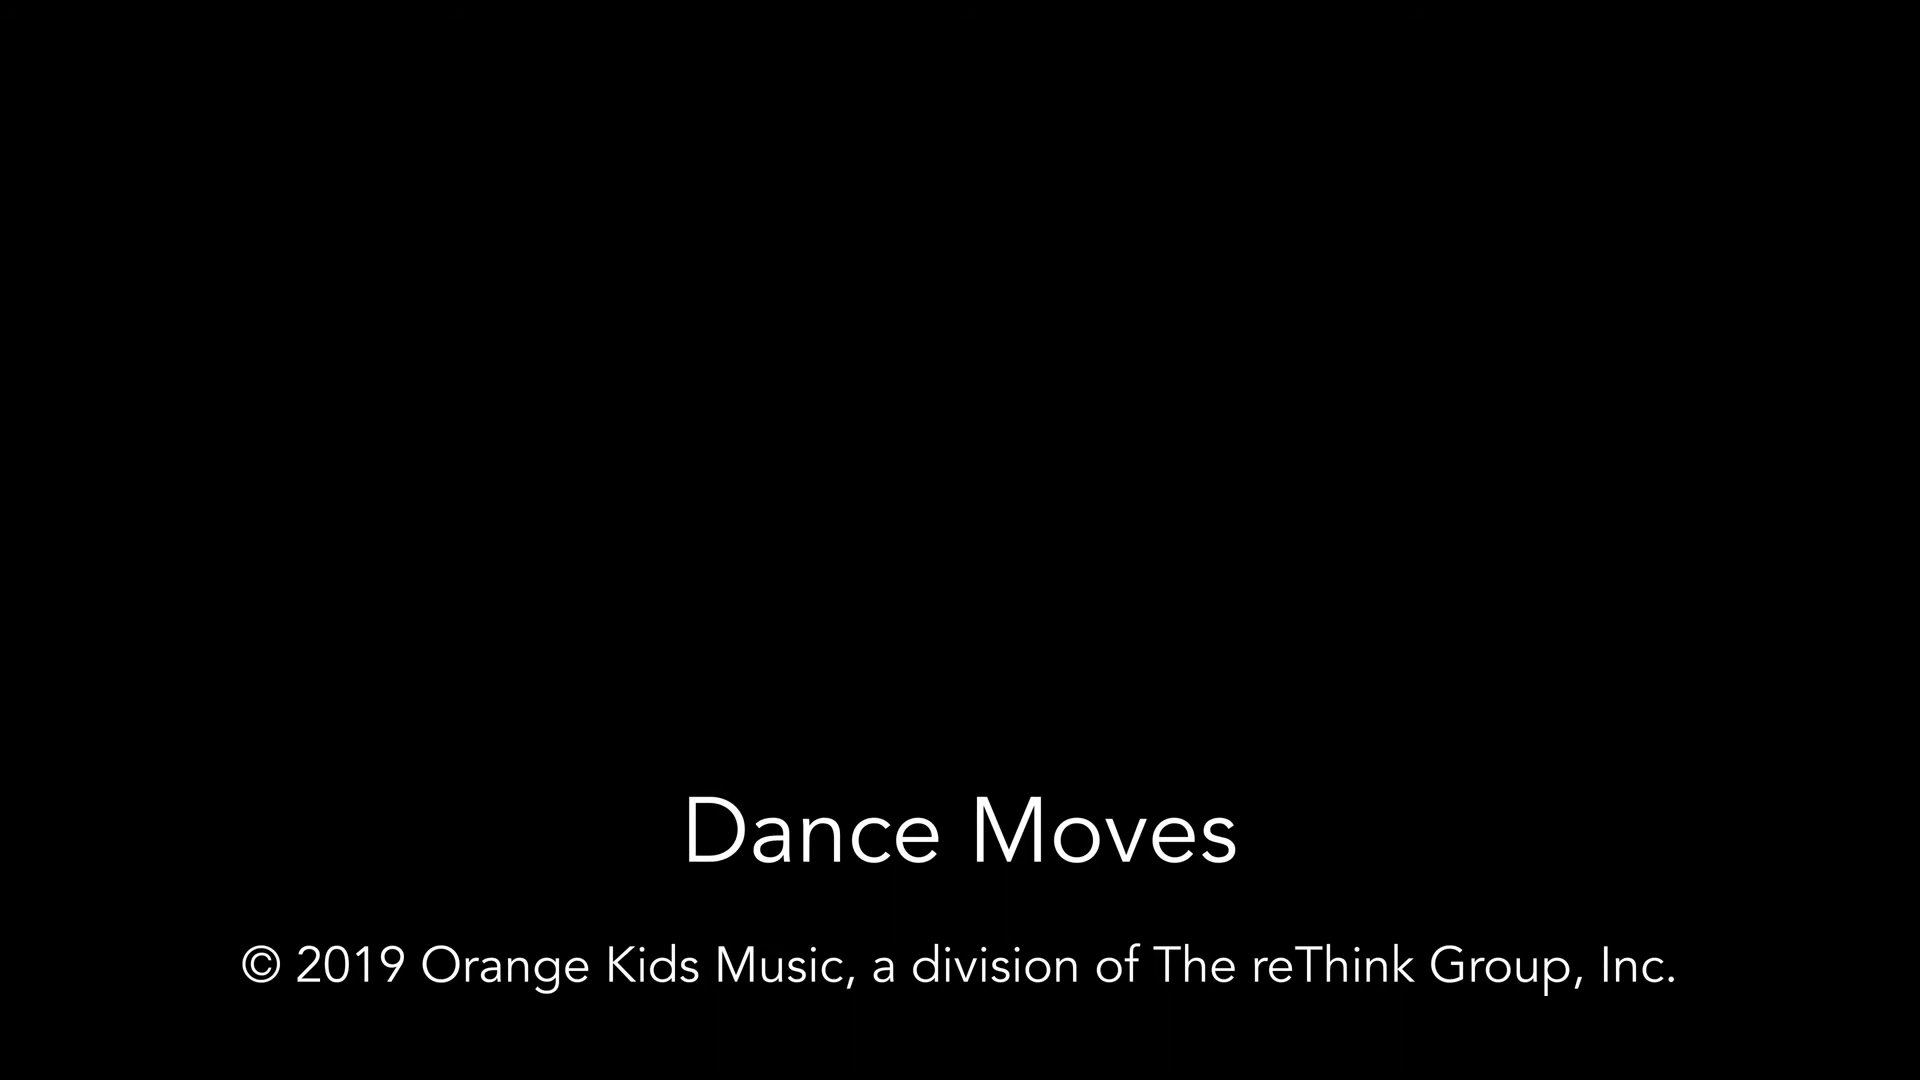 Dance Moves
© 2019 Orange Kids Music, a division of The reThink Group, Inc.